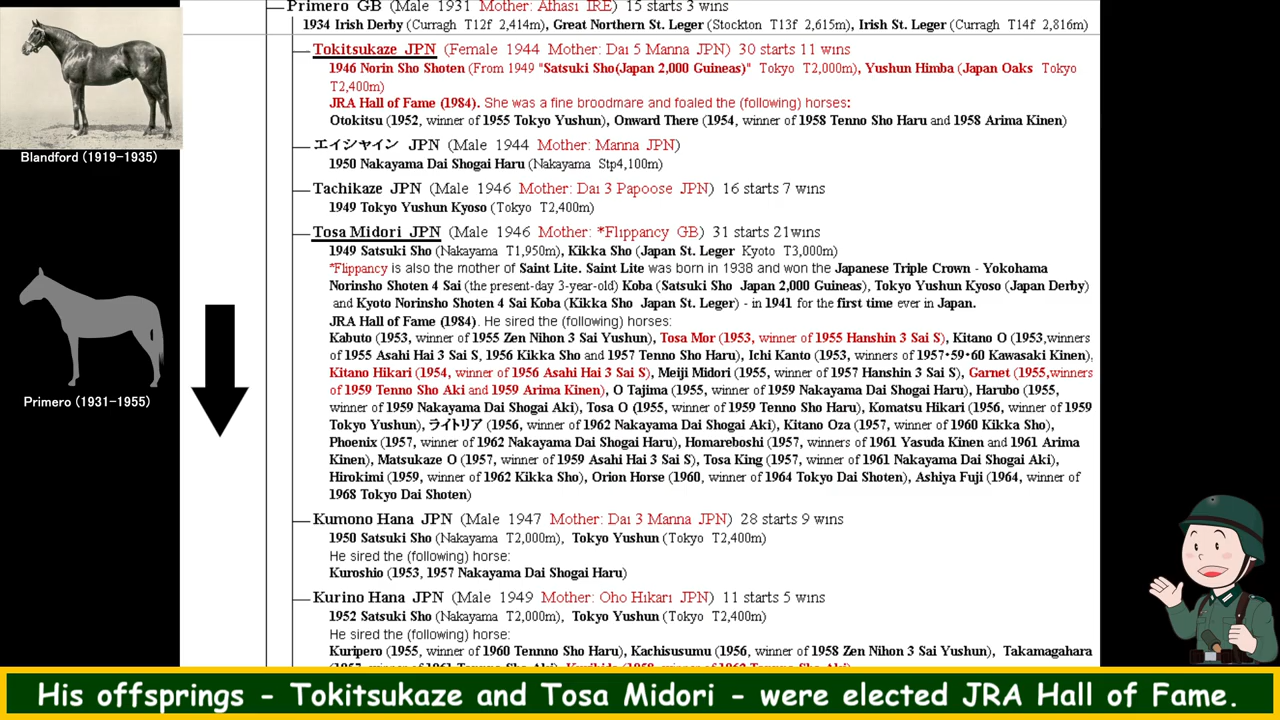 Primero GB (Male 1931 Mother: Athasi IRE) 15 starts 3 wins
1934 Irish Derby (Curragh T12f 2,414m), Great Northern St. Leger (Stockton T13f 2,615m), Irish St. Leger (Curragh T14f 2,816m)
Tokitsukaze JPN (Female 1944 Mother: Dai 5 Manna JPN) 30 starts 11 wins
1946 Norin Sho Shoten (From 1949 "Satsuki Sho(Japan 2,000 Guineas)" Tokyo T2,000m), Yushun Himba (Japan Oaks Tokyo
T2,400m)
JRA Hall of Fame (1984). She was a fine broodmare and foaled the (following) horses:
Otokitsu (1952, winner of 1955 Tokyo Yushun), Onward There (1954, winner of 1958 Tenno Sho Haru and 1958 Arima Kinen)
エイシャイン JPN (Male 1944 Mother: Manna JPN)
1950 Nakayama Dai Shogai Haru (Nakayama Stp4,100m)
Tachikaze JPN (Male 1946 Mother: Dai 3 Papoose JPN) 16 starts 7 wins
1949 Tokyo Yushun Kyoso (Tokyo T2,400m)
Tosa Midori JPN (Male 1946 Mother: *Flippancy GB) 31 starts 21wins
1949 Satsuki Sho (Nakayama T1,950m), Kikka Sho (Japan St. Leger Kyoto T3,000m)
*Flippancy is also the mother of Saint Lite. Saint Lite was born in 1938 and won the Japanese Triple Crown - Yokohama
Norinsho Shoten 4 Sai (the present-day 3-year-old) Koba (Satsuki Sho Japan 2,000 Guineas), Tokyo Yushun Kyoso (Japan Derby)
and Kyoto Norinsho Shoten 4 Sai Koba (Kikka Sho Japan St. Leger) - in 1941 for the first time ever in Japan.
JRA Hall of Fame (1984). He sired the (following) horses:
Kabuto (1953, winner of 1955 Zen Nihon 3 Sai Yushun), Tosa Mor (1953, winner of 1955 Hanshin 3 Sai S), Kitano O (1953,winners
of 1955 Asahi Hai 3 Sai S, 1956 Kikka Sho and 1957 Tenno Sho Haru), Ichi Kanto (1953, winners of 1957・59・60 Kawasaki Kinen),
Kitano Hikari (1954, winner of 1956 Asahi Hai 3 Sai S), Meiji Midori (1955, winner of 1957 Hanshin 3 Sai S), Garnet (1955,winners
of 1959 Tenno Sho Aki and 1959 Arima Kinen), O Tajima (1955, winner of 1959 Nakayama Dai Shogai Haru), Harubo (1955,
winner of 1959 Nakayama Dai Shogai Aki), Tosa O (1955, winner of 1959 Tenno Sho Haru), Komatsu Hikari (1956, winner of 1959
Tokyo Yushun), ライトリア (1956, winner of 1962 Nakayama Dai Shogai Aki), Kitano Oza (1957, winner of 1960 Kikka Sho),
Phoenix (1957, winner of 1962 Nakayama Dai Shogai Haru), Homareboshi (1957, winners of 1961 Yasuda Kinen and 1961 Arima
Kinen), Matsukaze O (1957, winner of 1959 Asahi Hai 3 Sai S), Tosa King (1957, winner of 1961 Nakayama Dai Shogai Aki),
Hirokimi (1959, winner of 1962 Kikka Sho), Orion Horse (1960, winner of 1964 Tokyo Dai Shoten), Ashiya Fuji (1964, winner of
1968 Tokyo Dai Shoten)
Kumono Hana JPN (Male 1947 Mother: Dai 3 Manna JPN) 28 starts 9 wins
1950 Satsuki Sho (Nakayama T2,000m), Tokyo Yushun (Tokyo T2,400m)
He sired the (following) horse:
Kuroshio (1953, 1957 Nakayama Dai Shogai Haru)
Kurino Hana JPN (Male 1949 Mother: Oho Hikari JPN) 11 starts 5 wins
1952 Satsuki Sho (Nakayama T2,000m), Tokyo Yushun (Tokyo T2,400m)
He sired the (following) horse:
Kuripero (1955, winner of 1960 Tennno Sho Haru), Kachisusumu (1956, winner of 1958 Zen Nihon 3 Sai Yushun), Takamagahara
Blandford (1919-1935)
Primero (1931-1955)
His offsprings - Tokitsukaze and Tosa Midori - were elected JRA Hall of Fame.